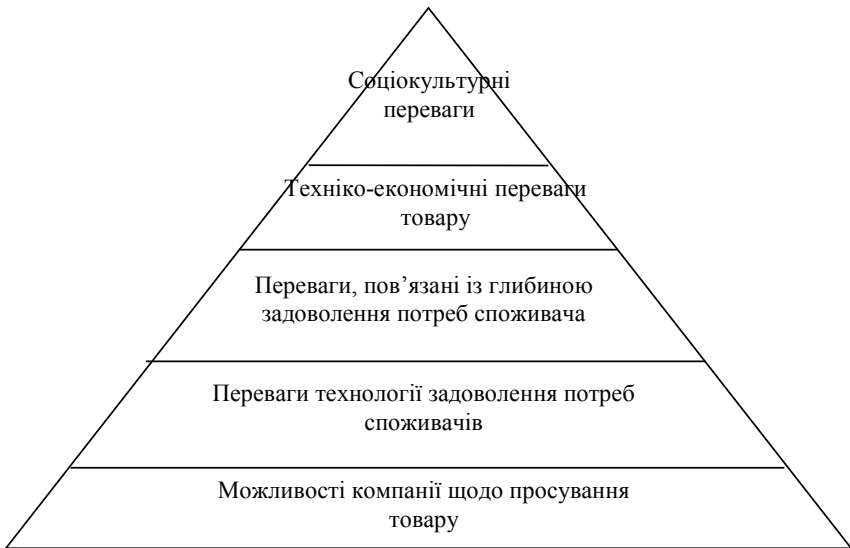 Соціокультурні
переваги
Техніко-економічні переваги
товару
Переваги, пов’язані із глибиною
задоволення потреб споживача
Переваги технології задоволення потреб
споживачів
Можливості компанії щодо просування
товару